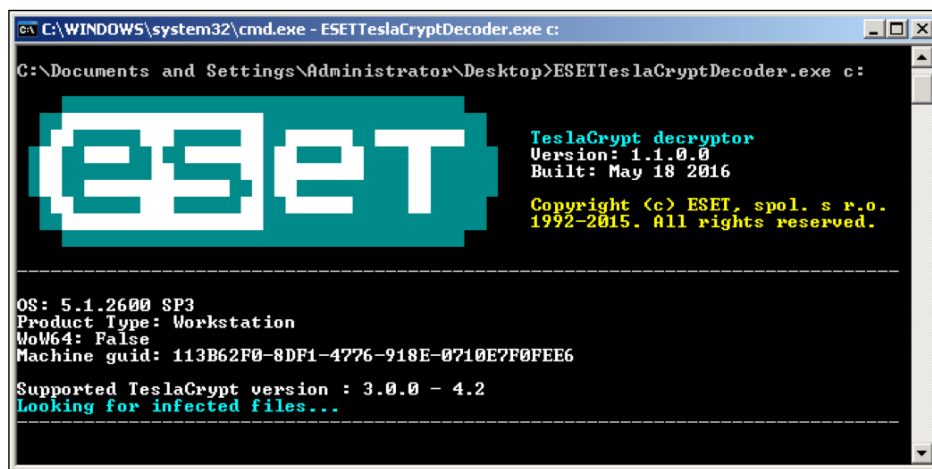 C:\WINDOWS\system32\cmd.exe - ESETTeslaCryptDecoder.exe c:
C:\Documents and Settings\Administrator\Desktop>ESETTeslaCryptDecoder.exe c:
eset
TeslaCrypt decryptor
Version: 1.1.0.0
Built: May 18 2016
Copyright (c) ESET, spol. s r.o.
1992-2015. All rights reserved.
OS: 5.1.2600 SP3
Product Type: Workstation
WoW64: False
Machine guid: 113B62F0-8DF1-4776-918E-0710E7F0FEE6
Supported TeslaCrypt version : 3.0.0 - 4.2
Looking for infected files...